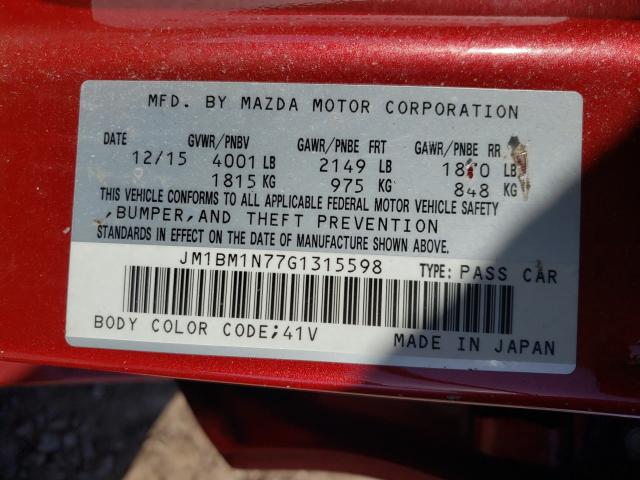 MFD. BY MAZDA MOTOR CORPORATION
DATE GVWR/PNBV GAWR/PNBE FRT GAWR/PNBE RR
12/15 4001 LB 2149 LB LB
1815 KG 975 KG 848 KG
THIS VEHICLE CONFORMS TO ALL APPLICABLE FEDERAL MOTOR VEHICLE SAFETY
,BUMPER,AND THEFT PREVENTION
STANDARDS IN EFFECT ON THE DATE OF MANUFACTURE SHOWN ABOVE.
JM1BM1N77G1315598 TYPE: PASS CAR
BODY COLOR CODE;41V MADE IN JAPAN